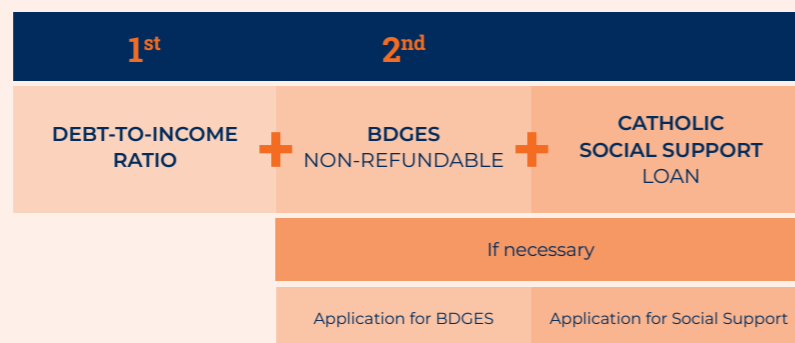 1st
2nd
DEBT-TO-INCOME
RATIO
+
BDGES
NON-REFUNDABLE
+
CATHOLIC
SOCIAL SUPPORT
LOAN
If necessary
Application for BDGES
Application for Social Support